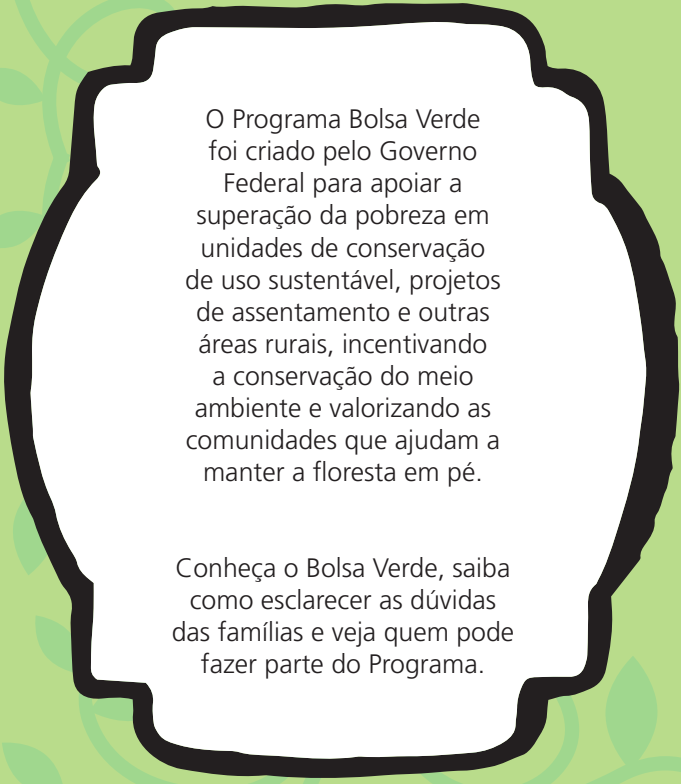 O Programa Bolsa Verde
foi criado pelo Governo
Federal para apoiar a
superação da pobreza em
unidades de conservação
de uso sustentável, projetos
de assentamento e outras
áreas rurais, incentivando
a conservação do meio
ambiente e valorizando as
comunidades que ajudam a
manter a floresta em pé.
Conheça o Bolsa Verde, saiba
como esclarecer as dúvidas
das famílias e veja quem pode
fazer parte do Programa.